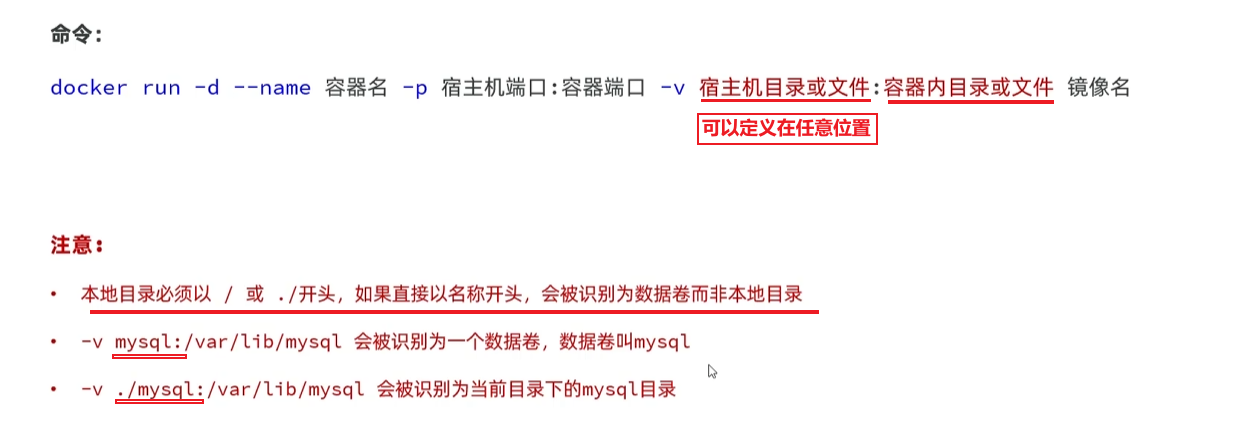 命令：
docker run -d --name 容器名 -p 宿主机端口:容器端口 -v 宿主机目录或文件:容器内目录或文件 镜像名
可以定义在任意位置
注意：
• 本地目录必须以 / 或 ./开头，如果直接以名称开头，会被识别为数据卷而非本地目录
• -v mysql:/var/lib/mysql 会被识别为一个数据卷，数据卷叫mysql
• -v ./mysql:/var/lib/mysql 会被识别为当前目录下的mysql目录